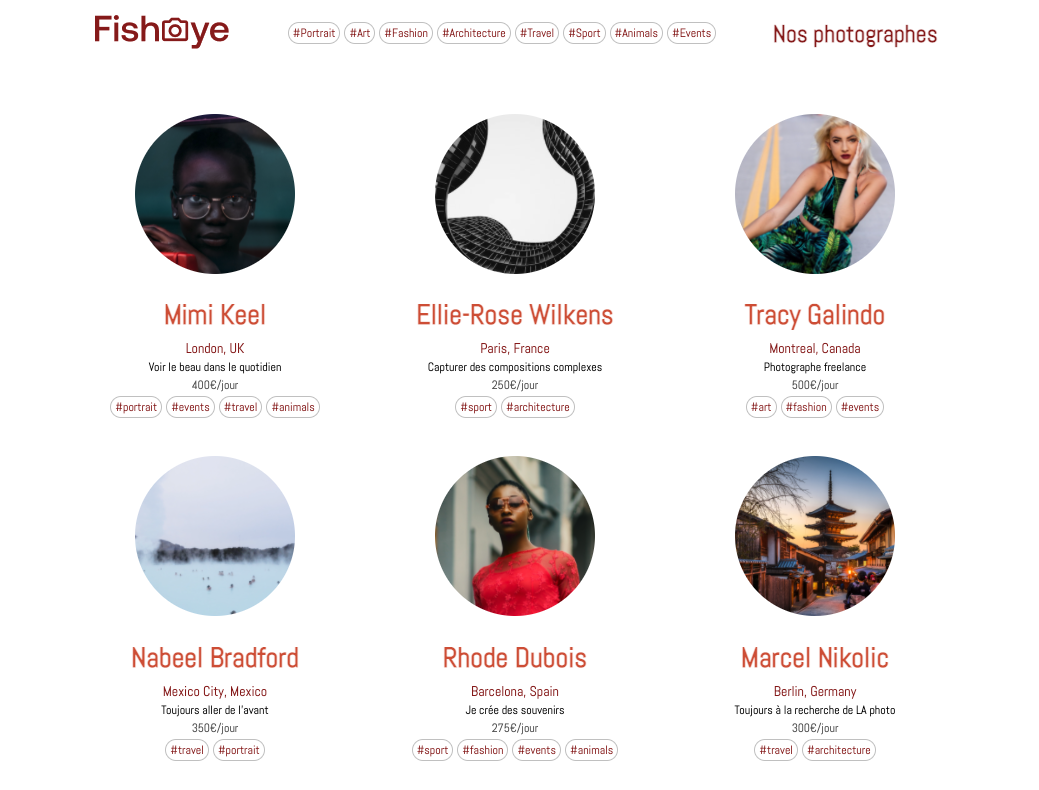 FishEye
#Portrait #Art #Fashion #Architecture #Travel #Sport #Animals #Events
Nos photographes
Mimi Keel
London, UK
Voir le beau dans le quotidien
400€/jour
#portrait #events #travel #animals
Ellie-Rose Wilkens
Paris, France
Capturer des compositions complexes
250€/jour
#sport #architecture
Tracy Galindo
Montreal, Canada
Photographe freelance
500€/jour
#art #fashion #events
Nabeel Bradford
Mexico City, Mexico
Toujours aller de l'avant
350€/jour
#travel #portrait
Rhode Dubois
Barcelona, Spain
Je crée des souvenirs
275€/jour
#sport #fashion #events #animals
Marcel Nikolic
Berlin, Germany
Toujours à la recherche de LA photo
300€/jour
#travel #architecture